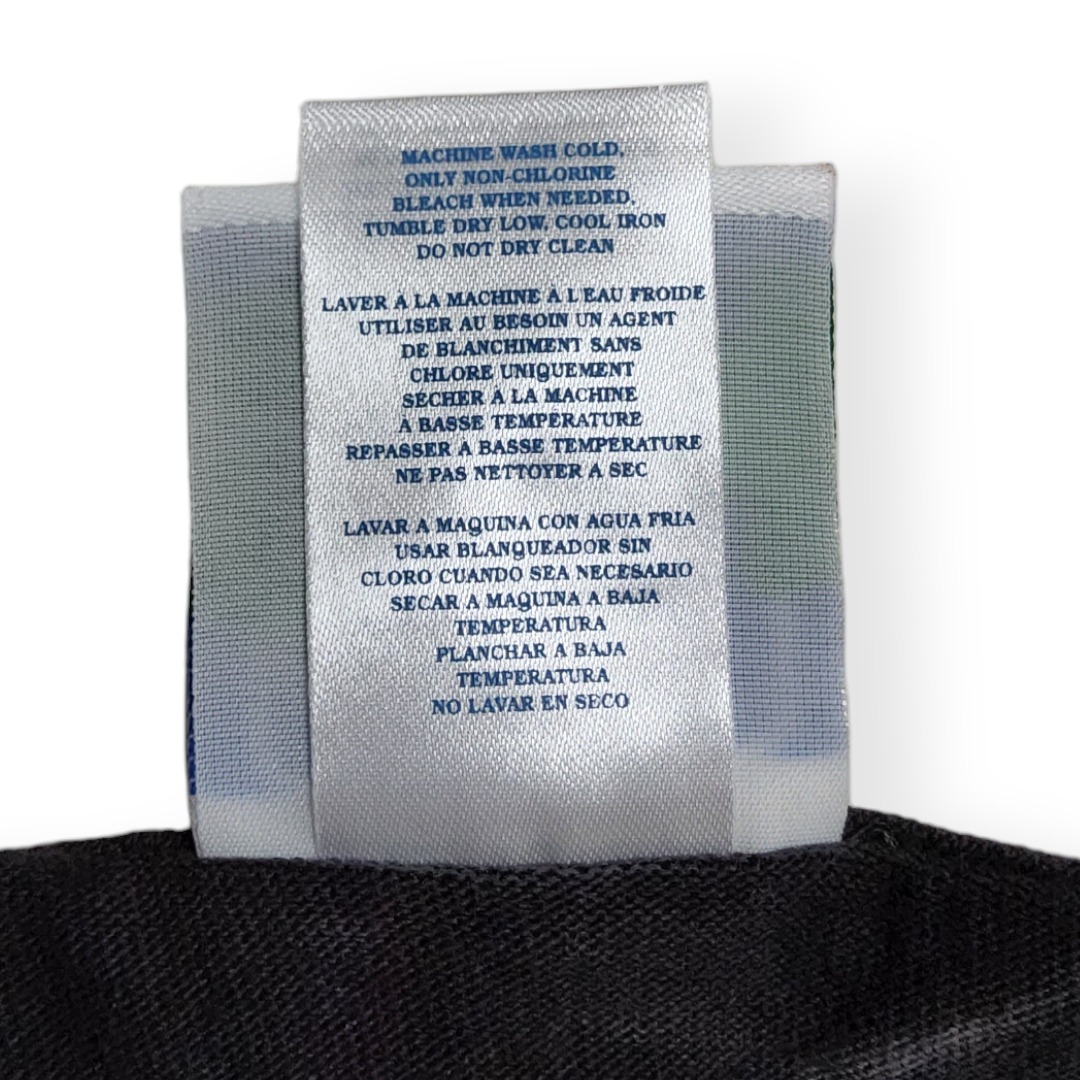 MACHINE WASH COLD,
ONLY NON-CHLORINE
BLEACH WHEN NEEDED.
TUMBLE DRY LOW, COOL IRON
DO NOT DRY CLEAN
LAVER A LA MACHINE A L EAU FROIDE
UTILISER AU BESOIN UN AGENT
DE BLANCHIMENT SANS
CHLORE UNIQUEMENT
SECHER A LA MACHINE
A BASSE TEMPERATURE
REPASSER A BASSE TEMPERATURE
NE PAS NETTOYER A SEC
LAVAR A MAQUINA CON AGUA FRIA
USAR BLANQUEADOR SIN
CLORO CUANDO SEA NECESARIO
SECAR A MAQUINA A BAJA
TEMPERATURA
PLANCHAR A BAJA
TEMPERATURA
NO LAVAR EN SECO